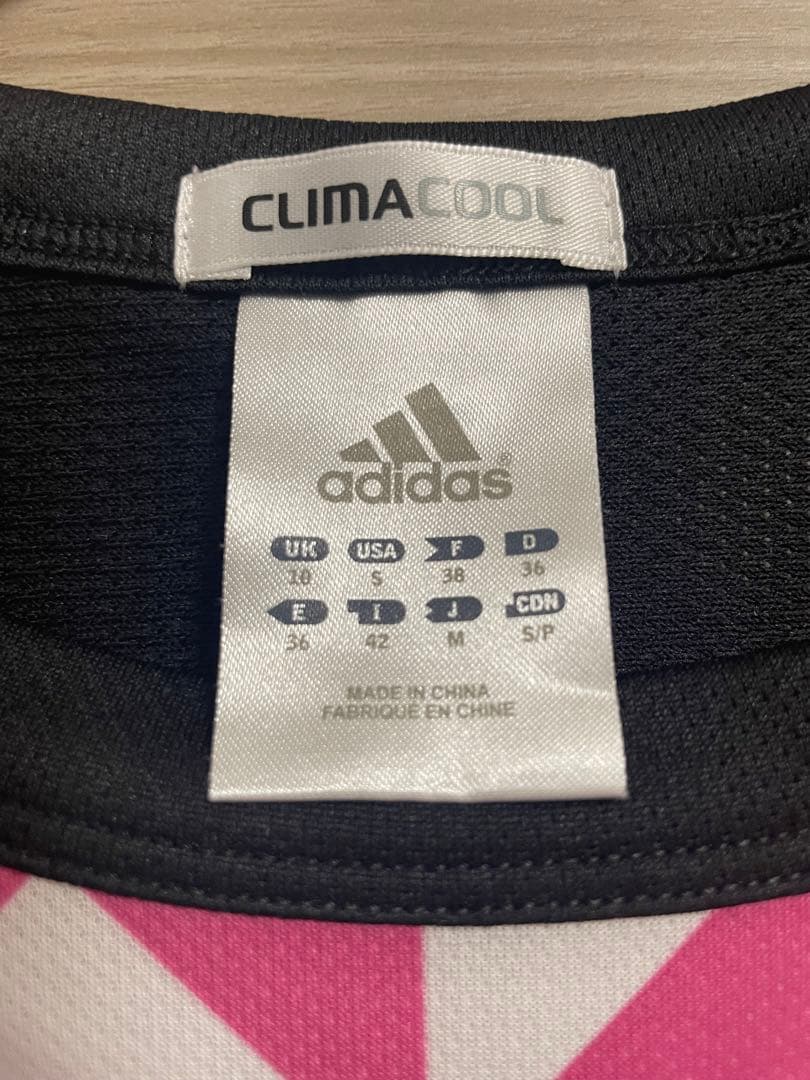 CLIMACOOL
adidas®
UK USA F D
10 S 38 36
E I J CDN
36 42 M S/P
MADE IN CHINA
FABRIQUÉ EN CHINE